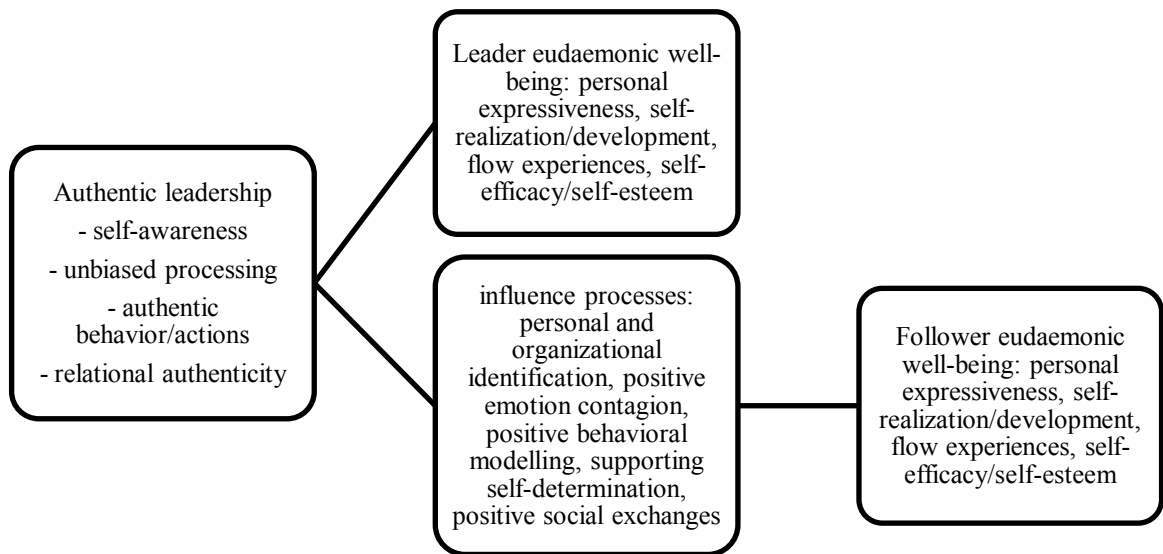 Authentic leadership
- self-awareness
- unbiased processing
- authentic
behavior/actions
- relational authenticity
Leader eudaemonic well-
being: personal
expressiveness, self-
realization/development,
flow experiences, self-
efficacy/self-esteem
influence processes:
personal and
organizational
identification, positive
emotion contagion,
positive behavioral
modelling, supporting
self-determination,
positive social exchanges
Follower eudaemonic
well-being: personal
expressiveness, self-
realization/development,
flow experiences, self-
efficacy/self-esteem